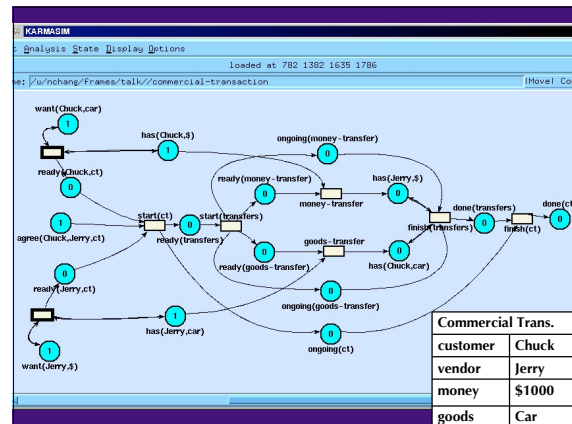 KARMASIM
Analysis State Display Options
loaded at 782 1382 1635 1786
me: /u/nchang/frames/talk//commercial-transaction
|Move| Co
want(Chuck,car)
1
has(Chuck,$)
1
ongoing(money-transfer)
0
ready(Chuck,ct)
0
ready(money-transfer)
0
money-transfer
has(Jerry,$)
0
1
agree(Chuck,Jerry,ct)
start(ct)
0
ready(transfers)
start(transfers)
finish(transfers)
done(transfers)
0
finish(ct)
done(ct
0
goods-transfer
0
ready(goods-transfer)
0
has(Chuck,car)
0
ready(Jerry,ct)
0
ongoing(goods-transfer)
1
has(Jerry,car)
0
ongoing(ct)
1
want(Jerry,$)
Commercial Trans.
customer Chuck
vendor Jerry
money $1000
goods Car